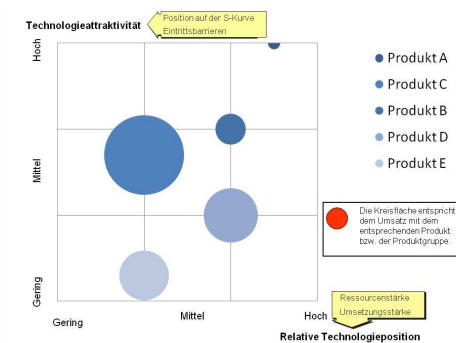 Technologieattraktivität
Position auf der S-Kurve
Eintrittsbarrieren
Hoch
Mittel
Gering
Produkt A
Produkt C
Produkt B
Produkt D
Produkt E
Die Kreisfläche entspricht
dem Umsatz mit dem
entsprechenden Produkt
bzw. der Produktgruppe.
Ressourcenstärke
Umsetzungsstärke
Gering
Mittel
Hoch
Relative Technologieposition